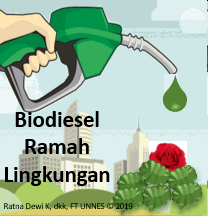 Biodiesel
Ramah
Lingkungan
Ratna Dewi K, dkk, FT UNNES © 2019